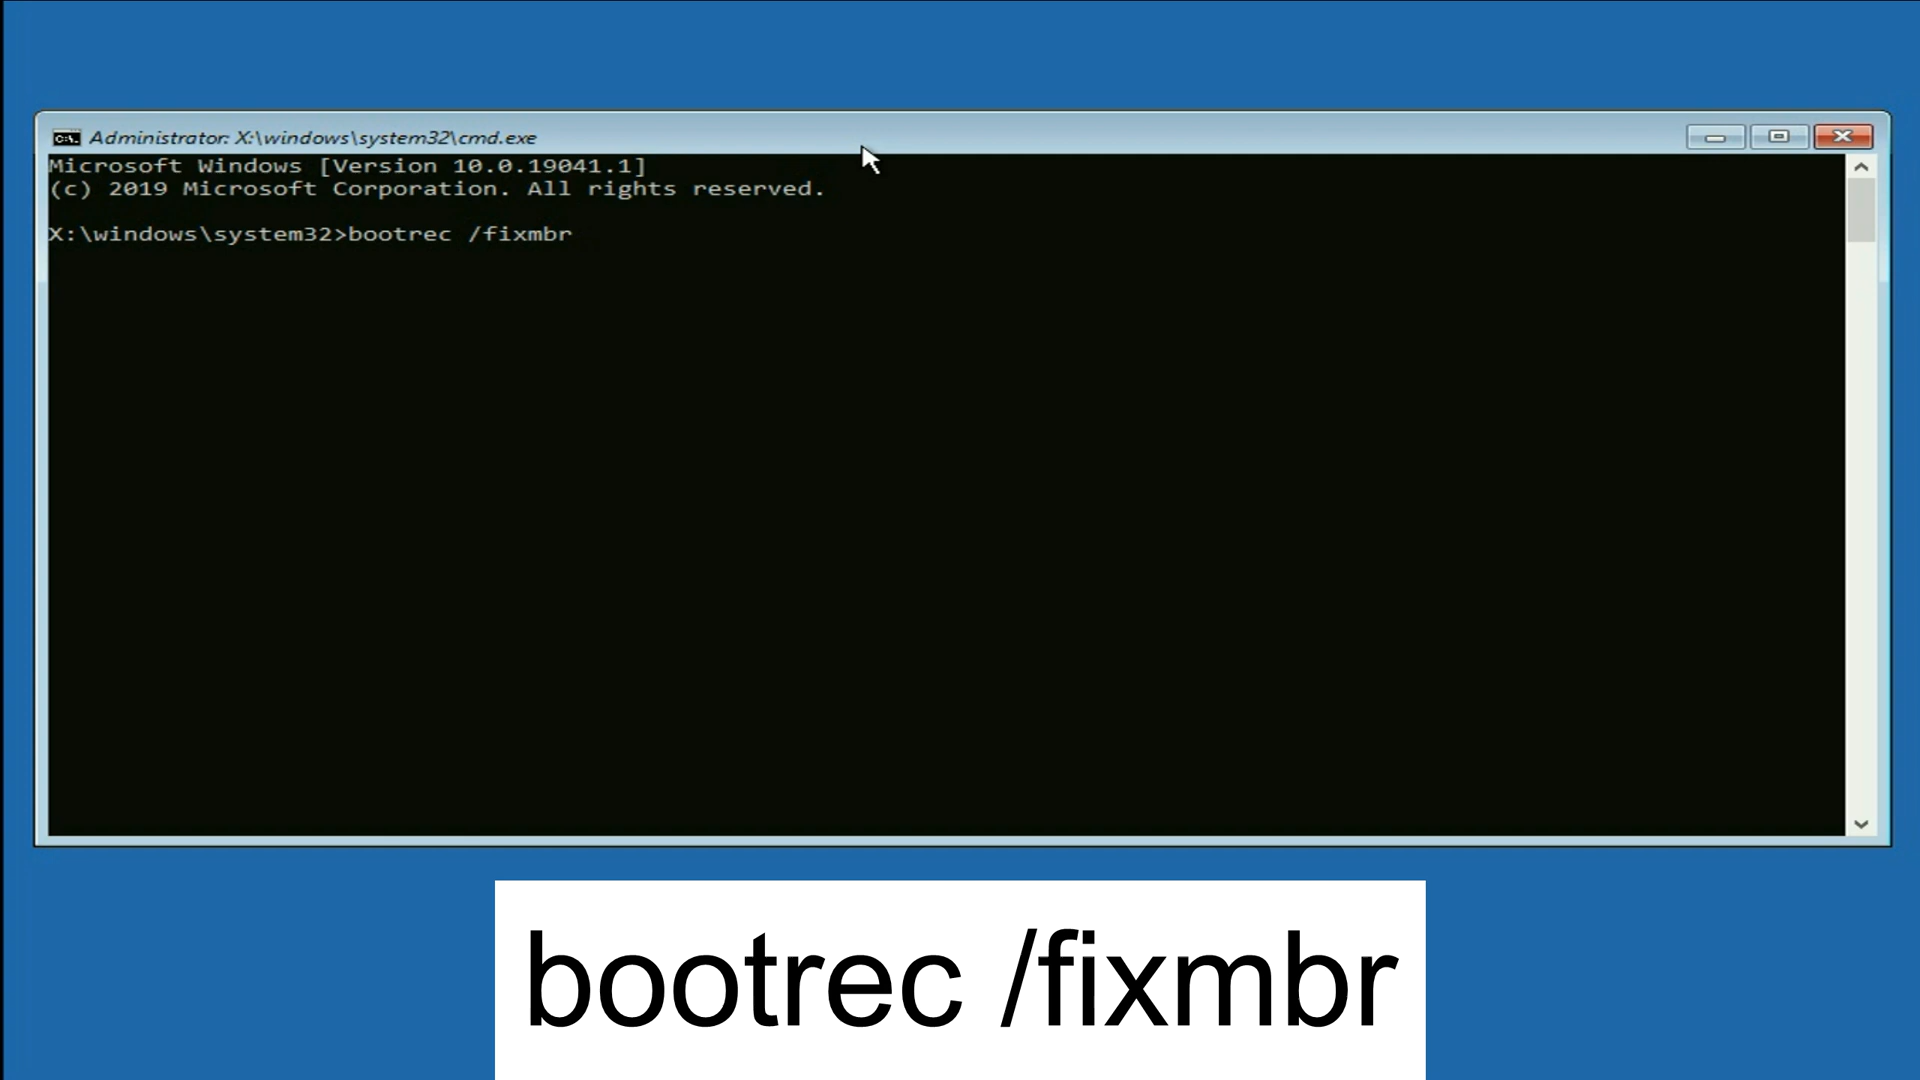 Administrator: X:\windows\system32\cmd.exe
Microsoft Windows [Version 10.0.19041.1]
(c) 2019 Microsoft Corporation. All rights reserved.
X:\windows\system32>bootrec /fixmbr
bootrec /fixmbr